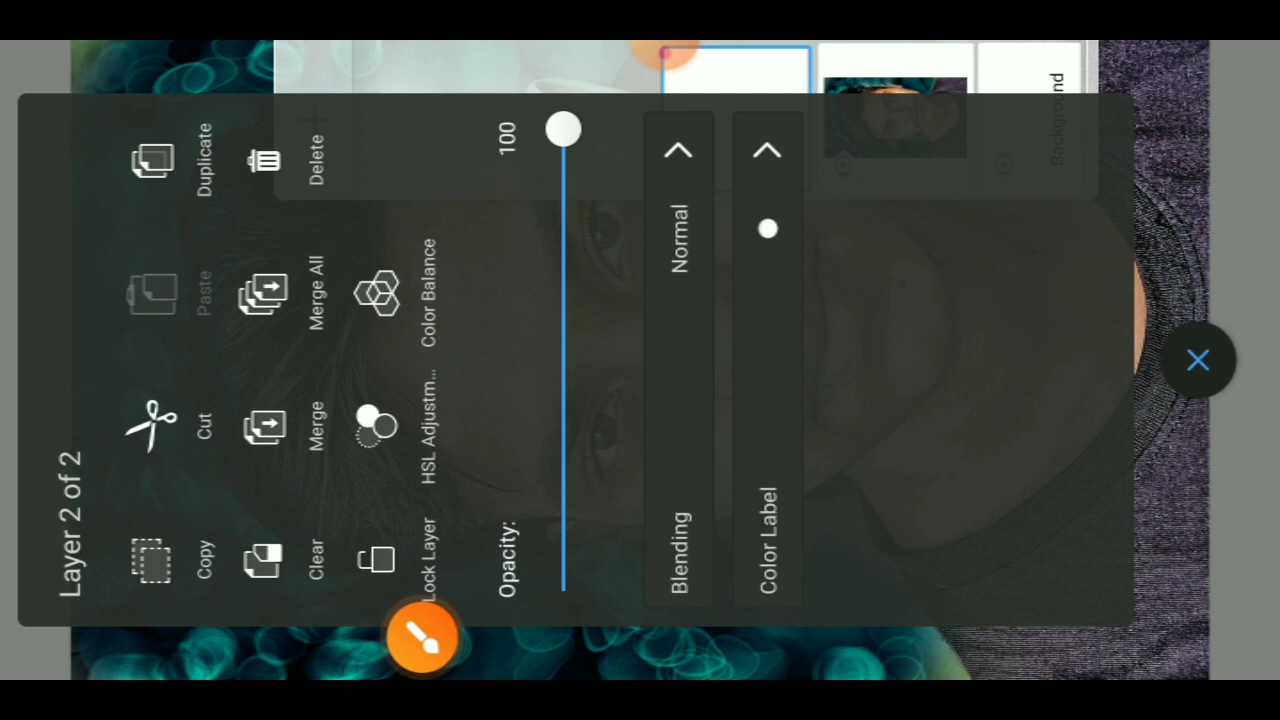 Layer 2 of 2
Copy
Cut
Paste
Duplicate
Clear
Merge
Merge All
Delete
Lock Layer
HSL Adjustm...
Color Balance
Opacity:
100
Blending
Normal
Color Label
Background